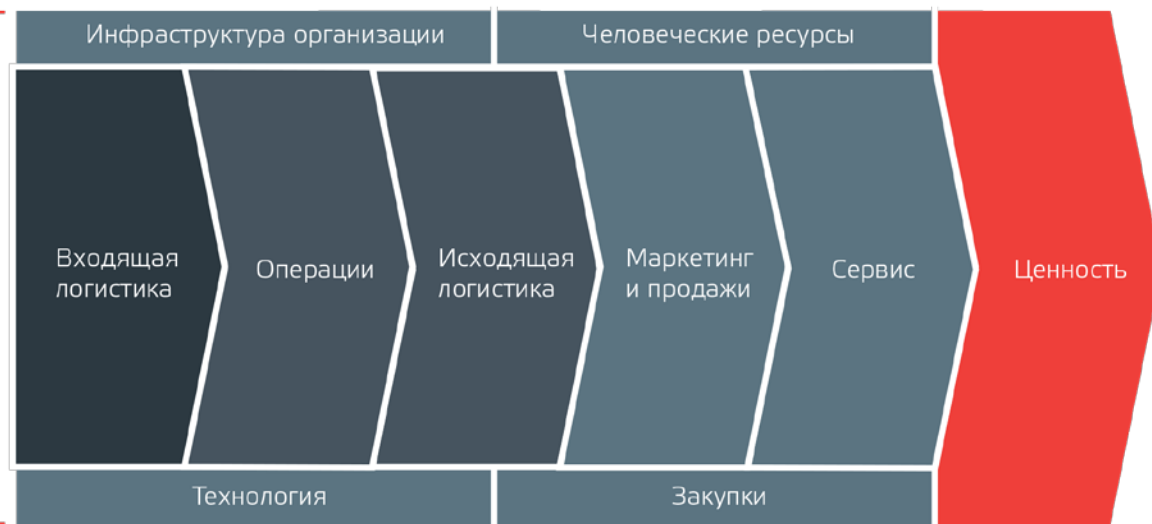 Инфраструктура организации
Человеческие ресурсы
Входящая
логистика
Операции
Исходящая
логистика
Маркетинг
и продажи
Сервис
Ценность
Технология
Закупки